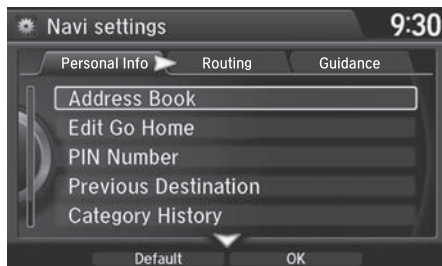 Navi settings 9:30
Personal Info Routing Guidance
Address Book
Edit Go Home
PIN Number
Previous Destination
Category History
Default OK